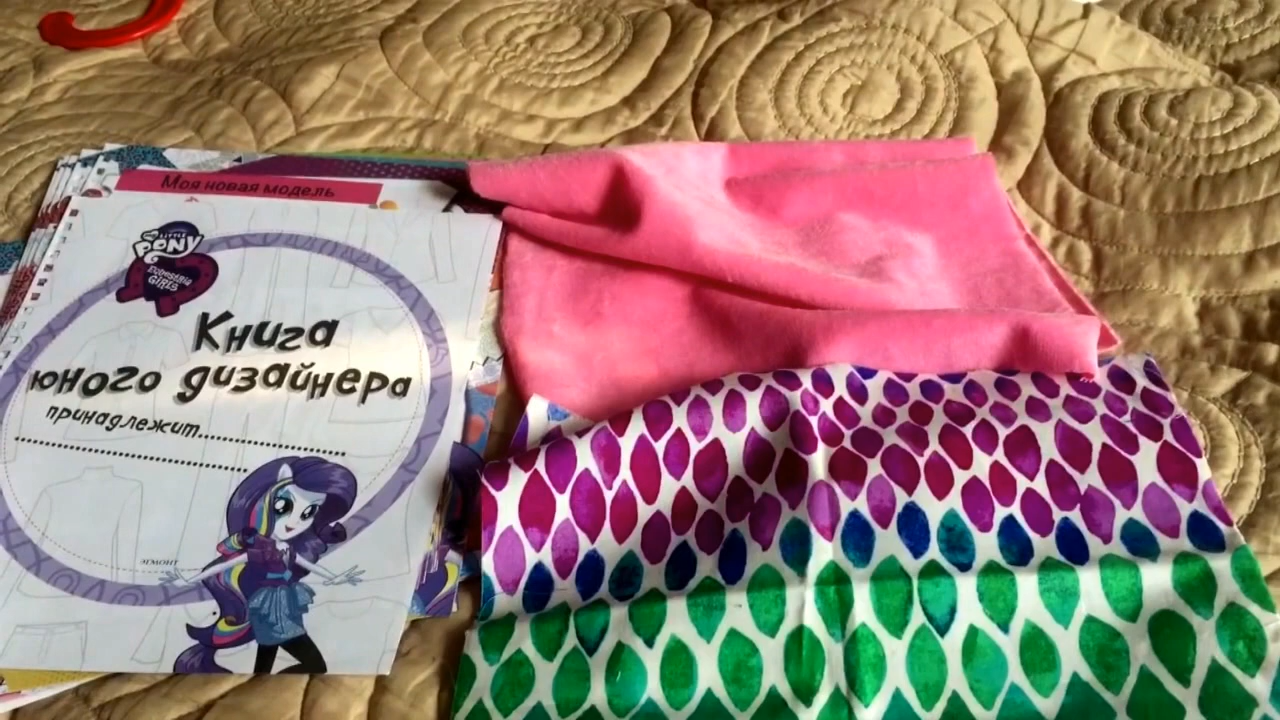 Моя новая модель
MY LITTLE
PONY
EQUESTRIA
GIRLS
Книга
юного дизайнера
принадлежит..........................
..............................................
ЭГМОНТ